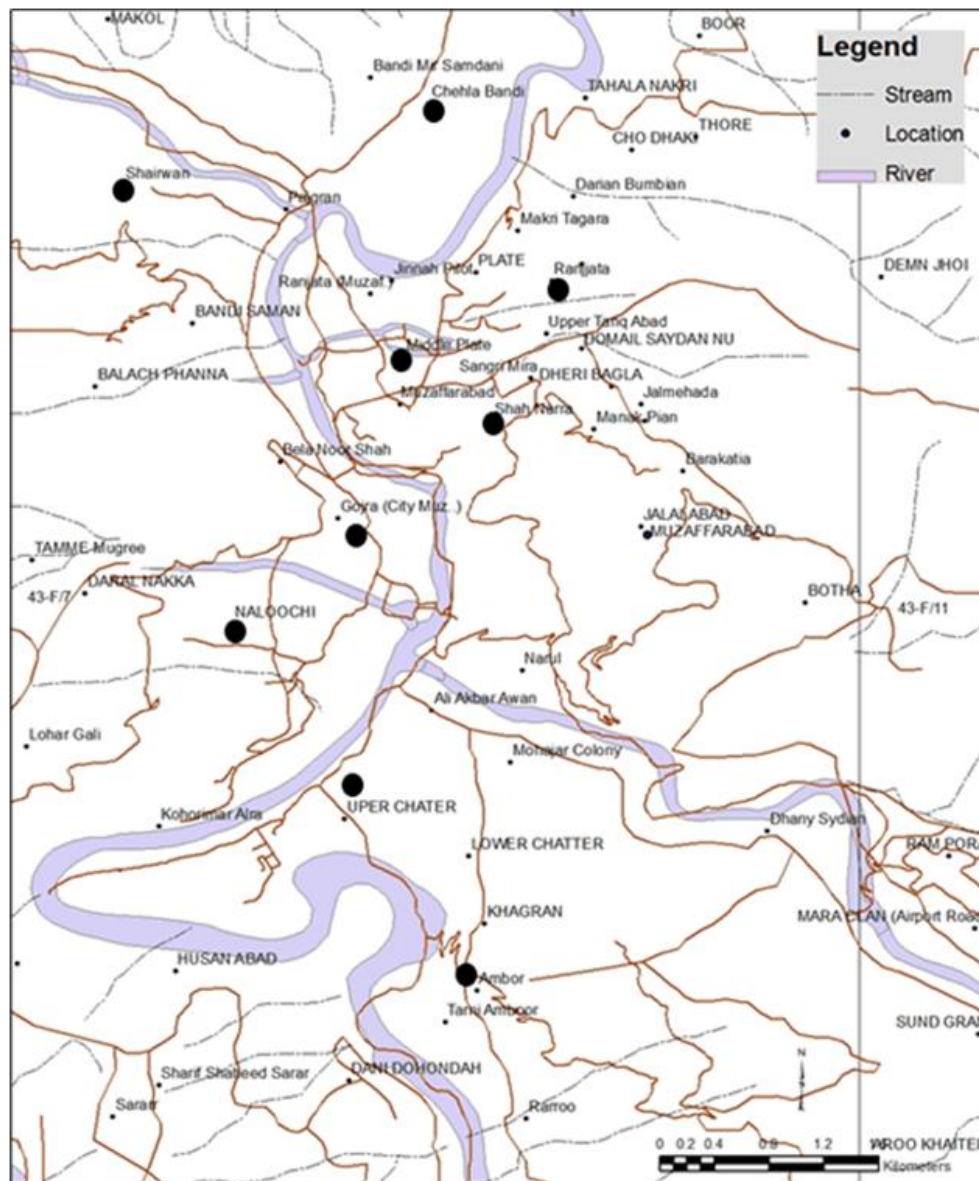 MAKOL
BOOR
Legend
Bandi Mir Samdani
Chehla Bandi
TAHALA NAKRI
Stream
CHO DHAKI
THORE
Location
Shairwan
River
Darian Bumbian
Makri Tagara
Jinnah Pilot
PLATE
Ranjata
DEMN JHOI
Ranjata (Muzaf.)
BANDI SAMAN
Upper Tariq Abad
DOMAIL SAYDAN NU
Middle Plate
Sangri Mira
DHERI BAGLA
BALACH PHANNA
Muzaffarabad
Jalmehada
Shah Narra
Manak Pian
Bela Noor Shah
Barakatia
Gojra (City Muz..)
JALALABAD
MUZAFFARABAD
TAMME Mugree
DARAL NAKKA
43-F/7
BOTHA
43-F/11
NALOOCHI
Narul
Ali Akbar Awan
Lohar Gali
Mohajar Colony
UPER CHATER
Kohorimar Alra
Dhany Sydian
LOWER CHATTER
RAM PORA
KHAGRAN
MARA CLAN (Airport Road
HUSAN ABAD
Ambor
Tarni Amboor
SUND GRAN
DANI DOHONDAH
Sharif Shaheed Sarar
N
Rarroo
AROO KHAITER
0 0.2 0.4 0.8 1.2
Kilometers